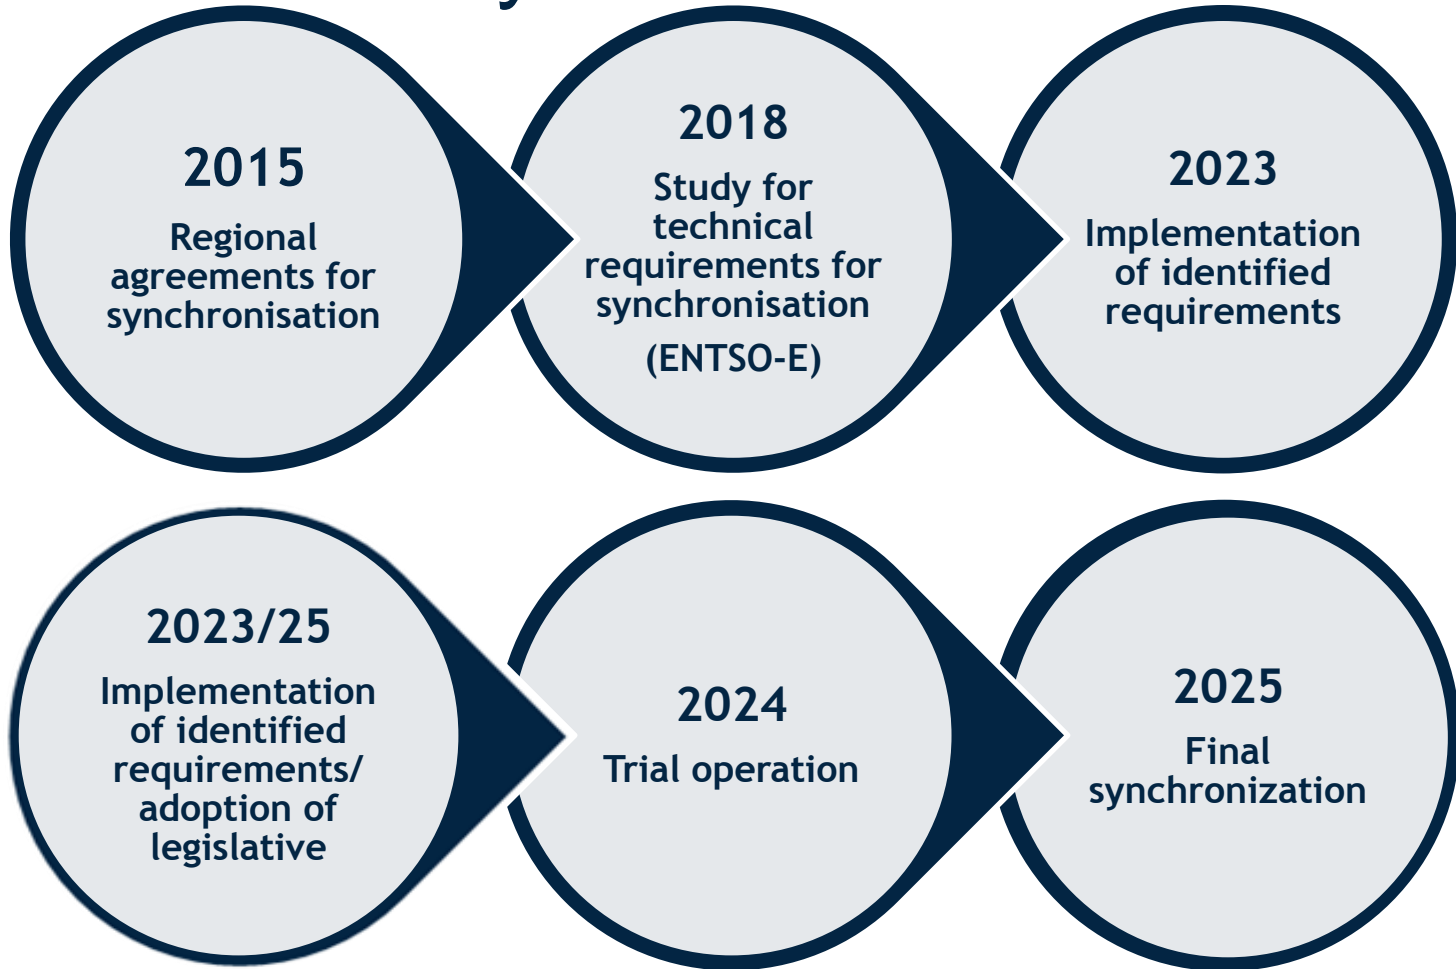 2015
Regional
agreements for
synchronisation
2018
Study for
technical
requirements for
synchronisation
(ENTSO-E)
2023
Implementation
of identified
requirements
2023/25
Implementation
of identified
requirements/
adoption of
legislative
2024
Trial operation
2025
Final
synchronization